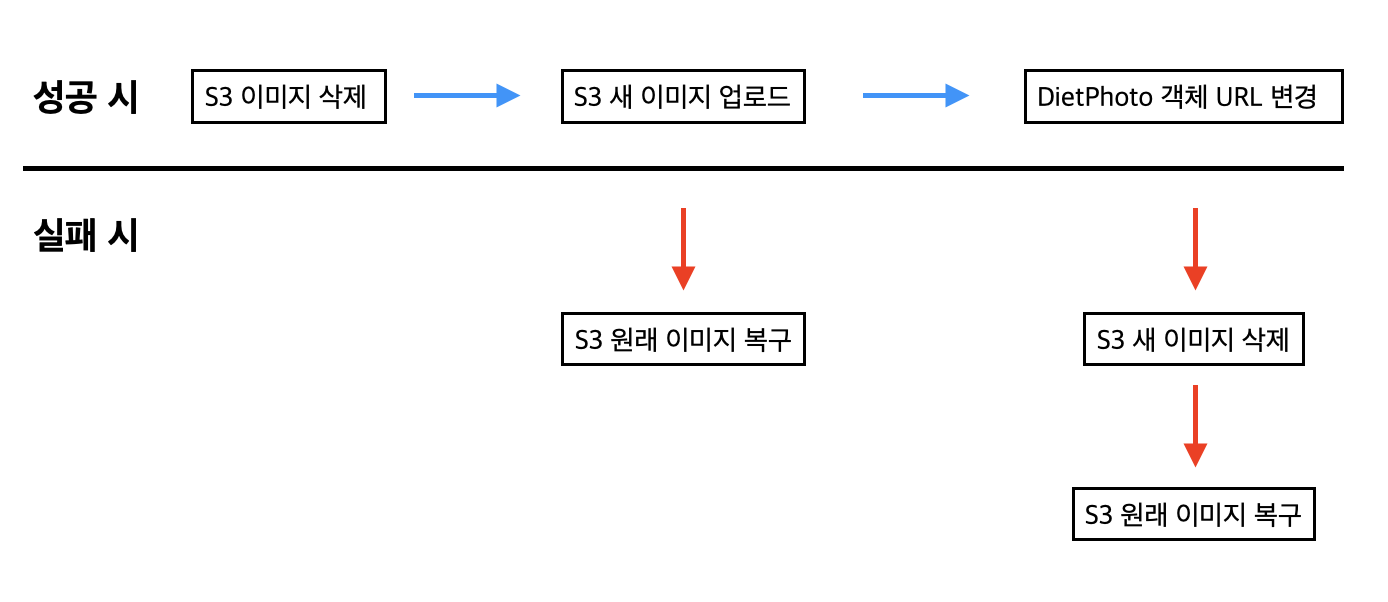 성공 시
S3 이미지 삭제
S3 새 이미지 업로드
DietPhoto 객체 URL 변경
실패 시
S3 원래 이미지 복구
S3 새 이미지 삭제
S3 원래 이미지 복구